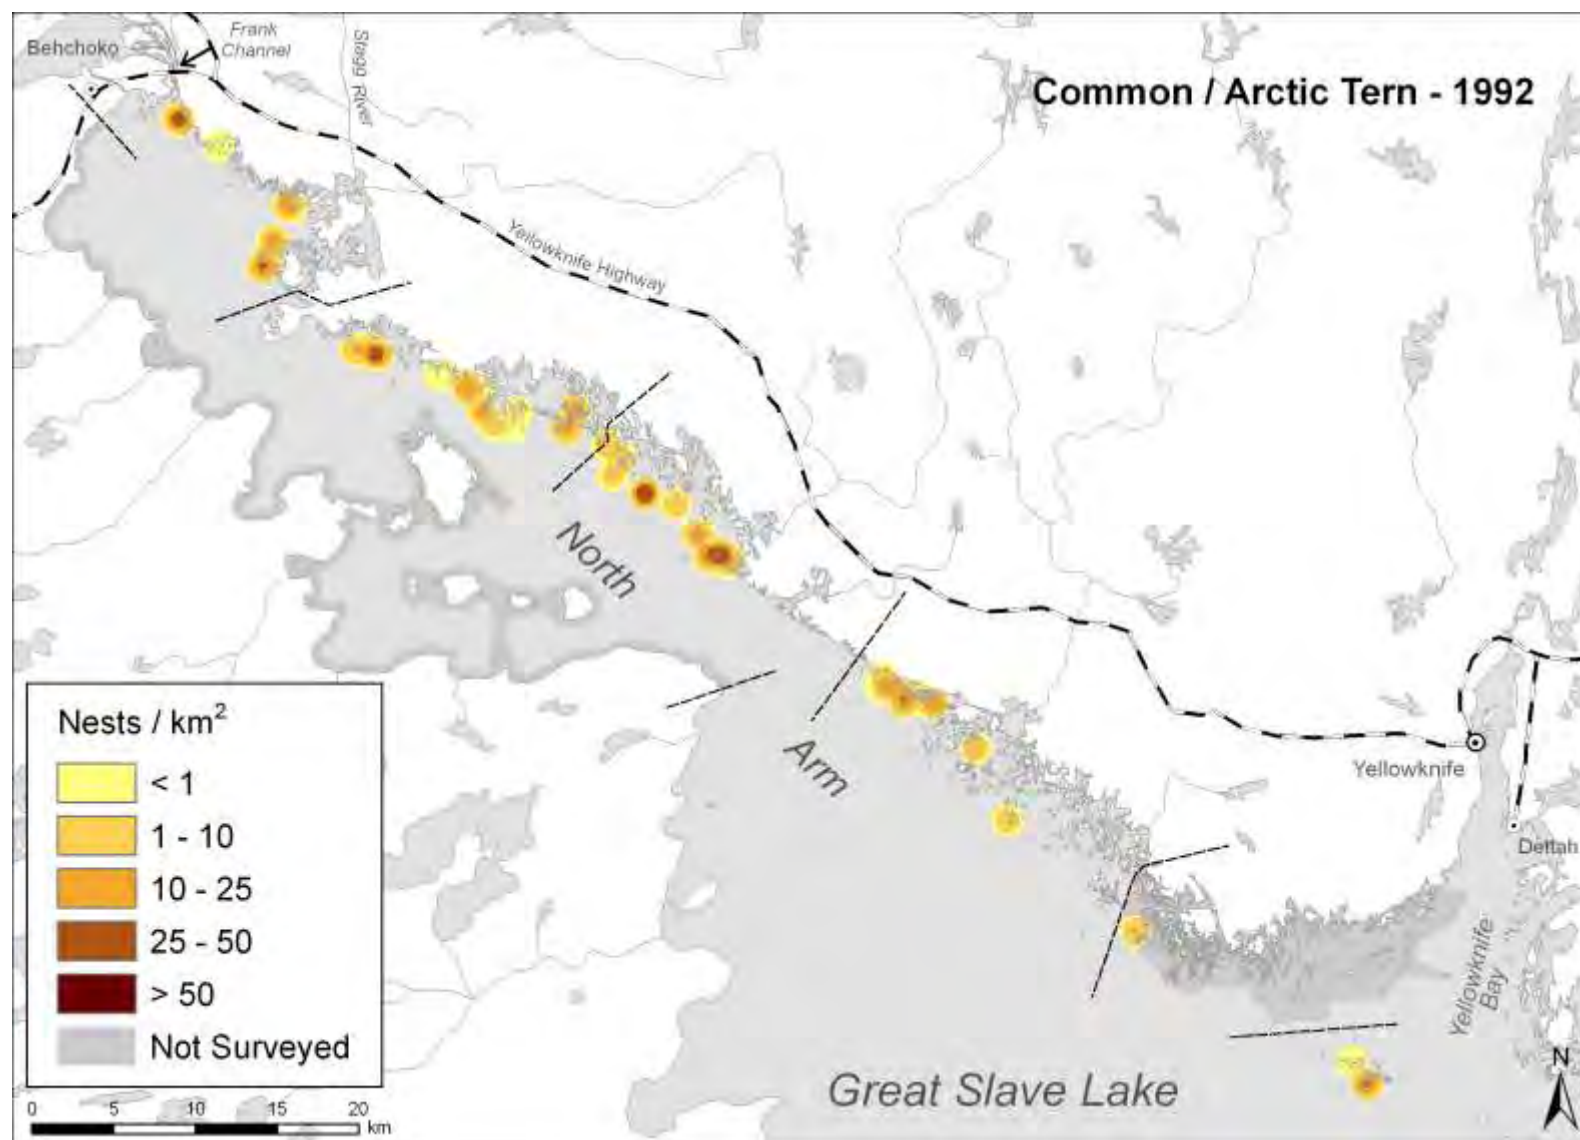 Behchoko
Frank
Channel
Stagg River
Common / Arctic Tern - 1992
Yellowknife Highway
North
Arm
Nests / km²
< 1
1 - 10
10 - 25
25 - 50
> 50
Not Surveyed
Yellowknife
Dettah
Yellowknife
Bay
Great Slave Lake
N
0 5 10 15 20
km